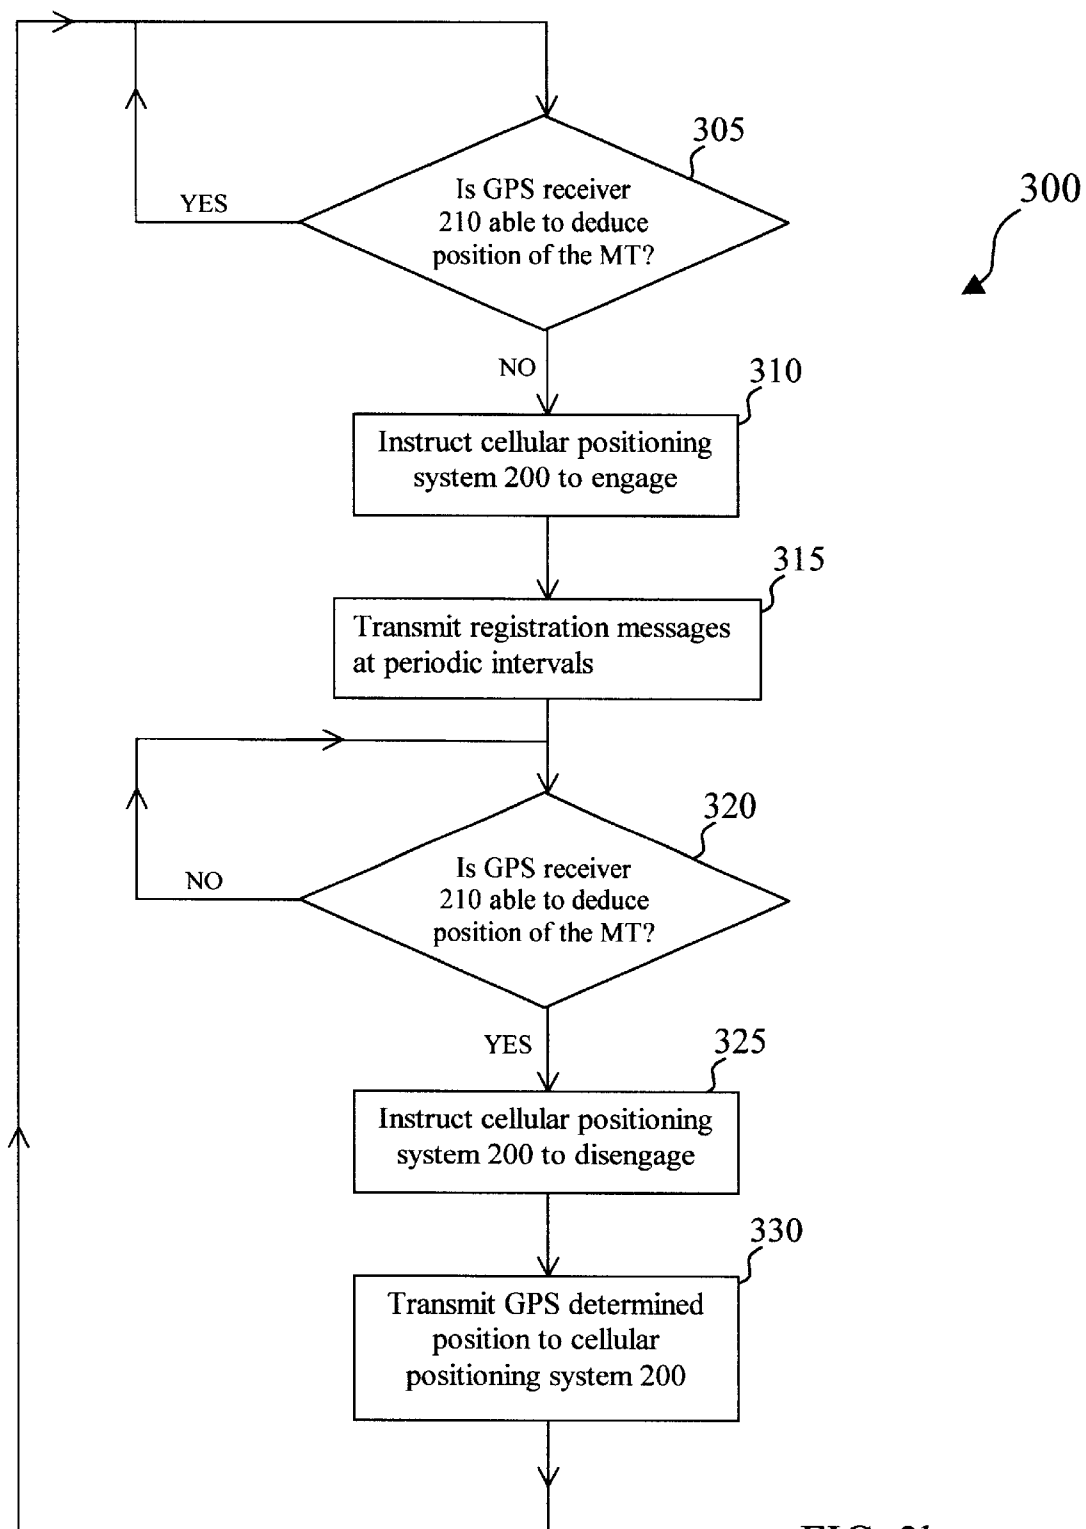 305
300
Is GPS receiver
210 able to deduce
position of the MT?
YES
NO
310
Instruct cellular positioning
system 200 to engage
315
Transmit registration messages
at periodic intervals
320
Is GPS receiver
210 able to deduce
position of the MT?
NO
YES
325
Instruct cellular positioning
system 200 to disengage
330
Transmit GPS determined
position to cellular
positioning system 200